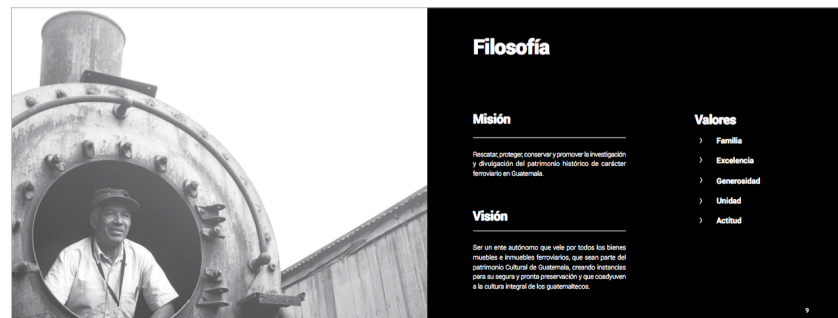 Filosofía
Misión
Rescatar, proteger, conservar y promover la investigación
y divulgación del patrimonio histórico de carácter
ferroviario en Guatemala.
Visión
Ser un ente autónomo que vele por todos los bienes
muebles e inmuebles ferroviarios, que sean parte del
patrimonio Cultural de Guatemala, creando instancias
para su segura y pronta preservación y que coadyuven
a la cultura integral de los guatemaltecos.
Valores
› Familia
› Excelencia
› Generosidad
› Unidad
› Actitud
9